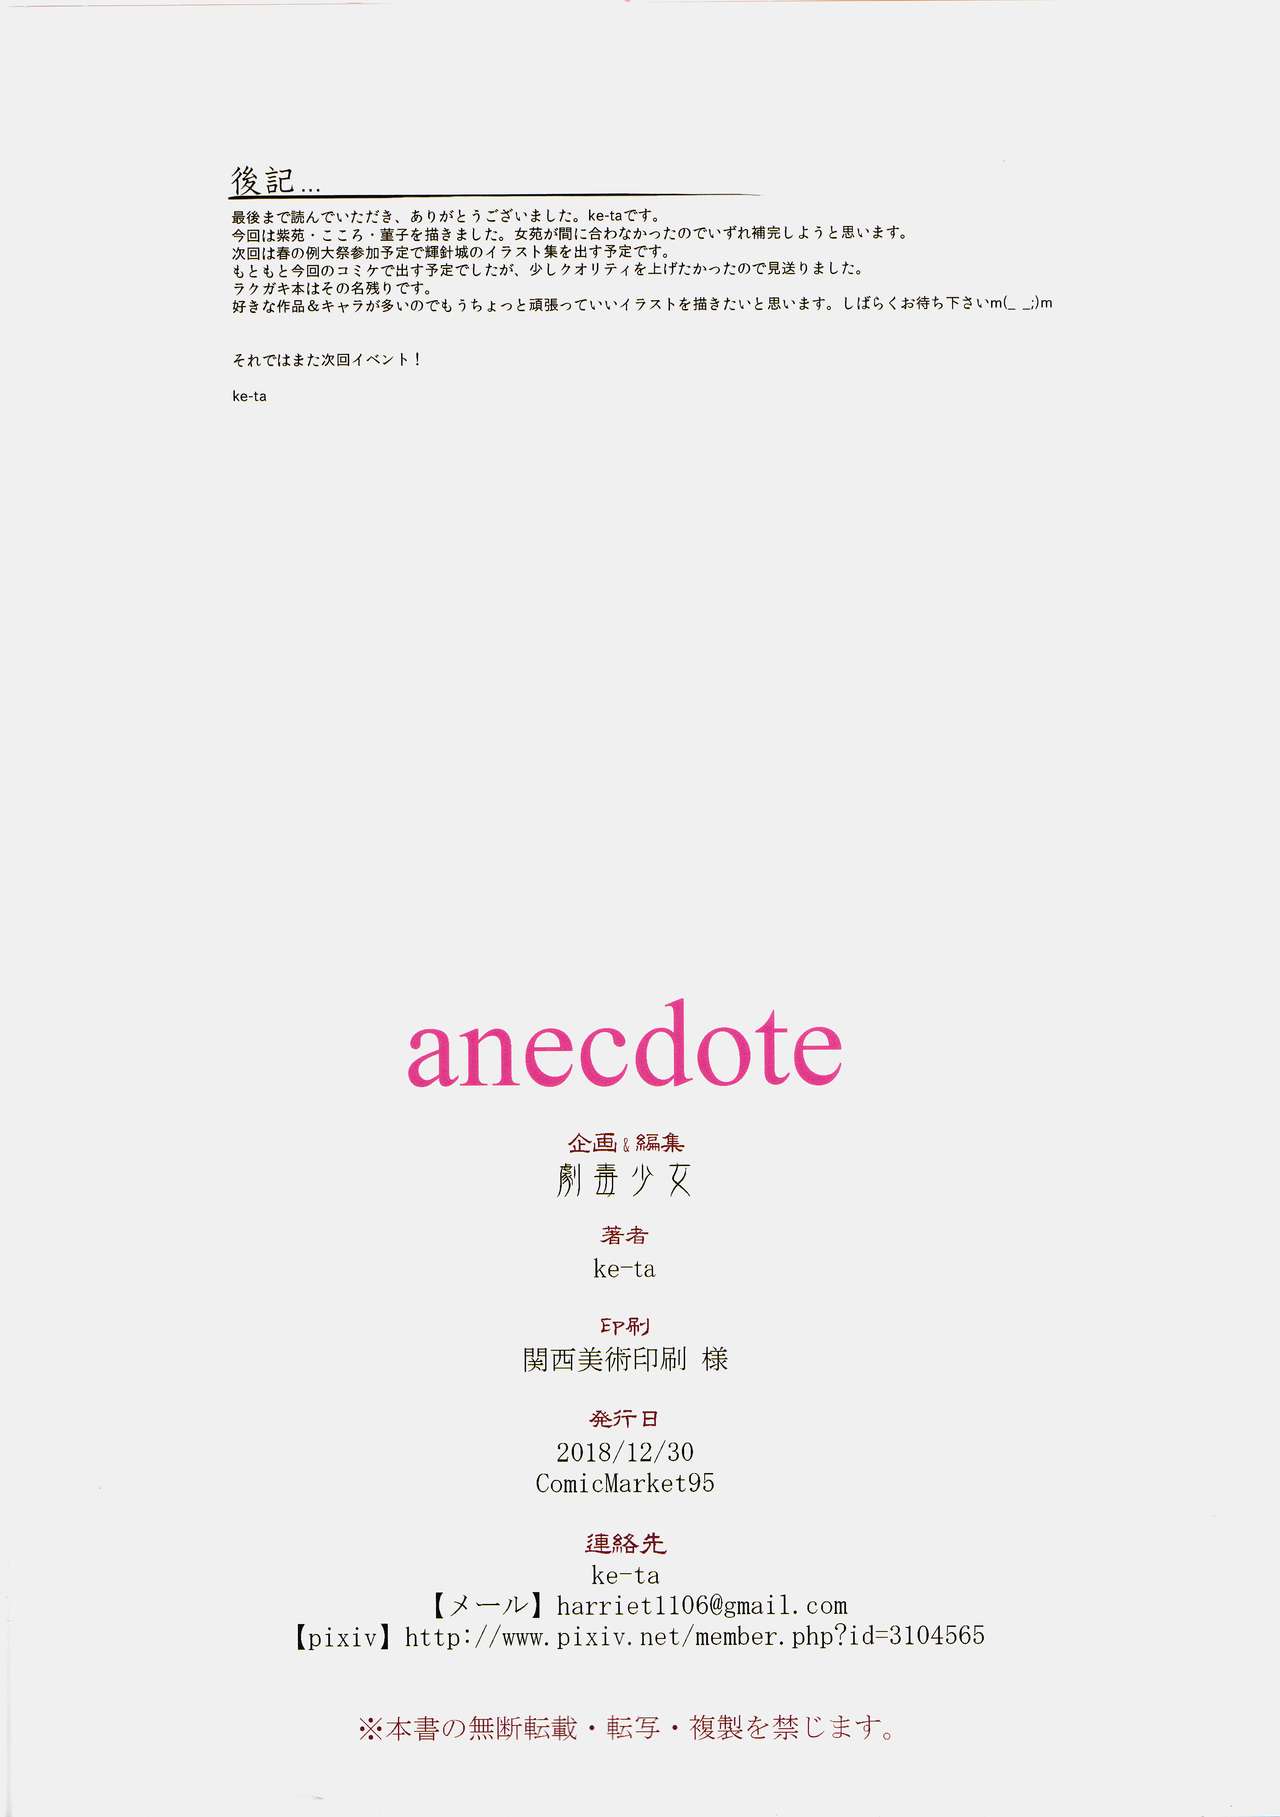 後記...
最後まで読んでいただき、ありがとうございました。ke-taです。
今回は紫苑・こころ・菫子を描きました。女苑が間に合わなかったのでいずれ補完しようと思います。
次回は春の例大祭参加予定で輝針城のイラスト集を出す予定です。
もともと今回のコミケで出す予定でしたが、少しクオリティを上げたかったので見送りました。
ラクガキ本はその名残りです。
好きな作品＆キャラが多いのでもうちょっと頑張っていいイラストを描きたいと思います。しばらくお待ち下さいm(_ _;)m
それではまた次回イベント！
ke-ta
anecdote
企画&編集
劇毒少女
著者
ke-ta
印刷
関西美術印刷 様
発行日
2018/12/30
ComicMarket95
連絡先
ke-ta
【メール】harriet1106@gmail.com
【pixiv】http://www.pixiv.net/member.php?id=3104565
※本書の無断転載・転写・複製を禁じます。